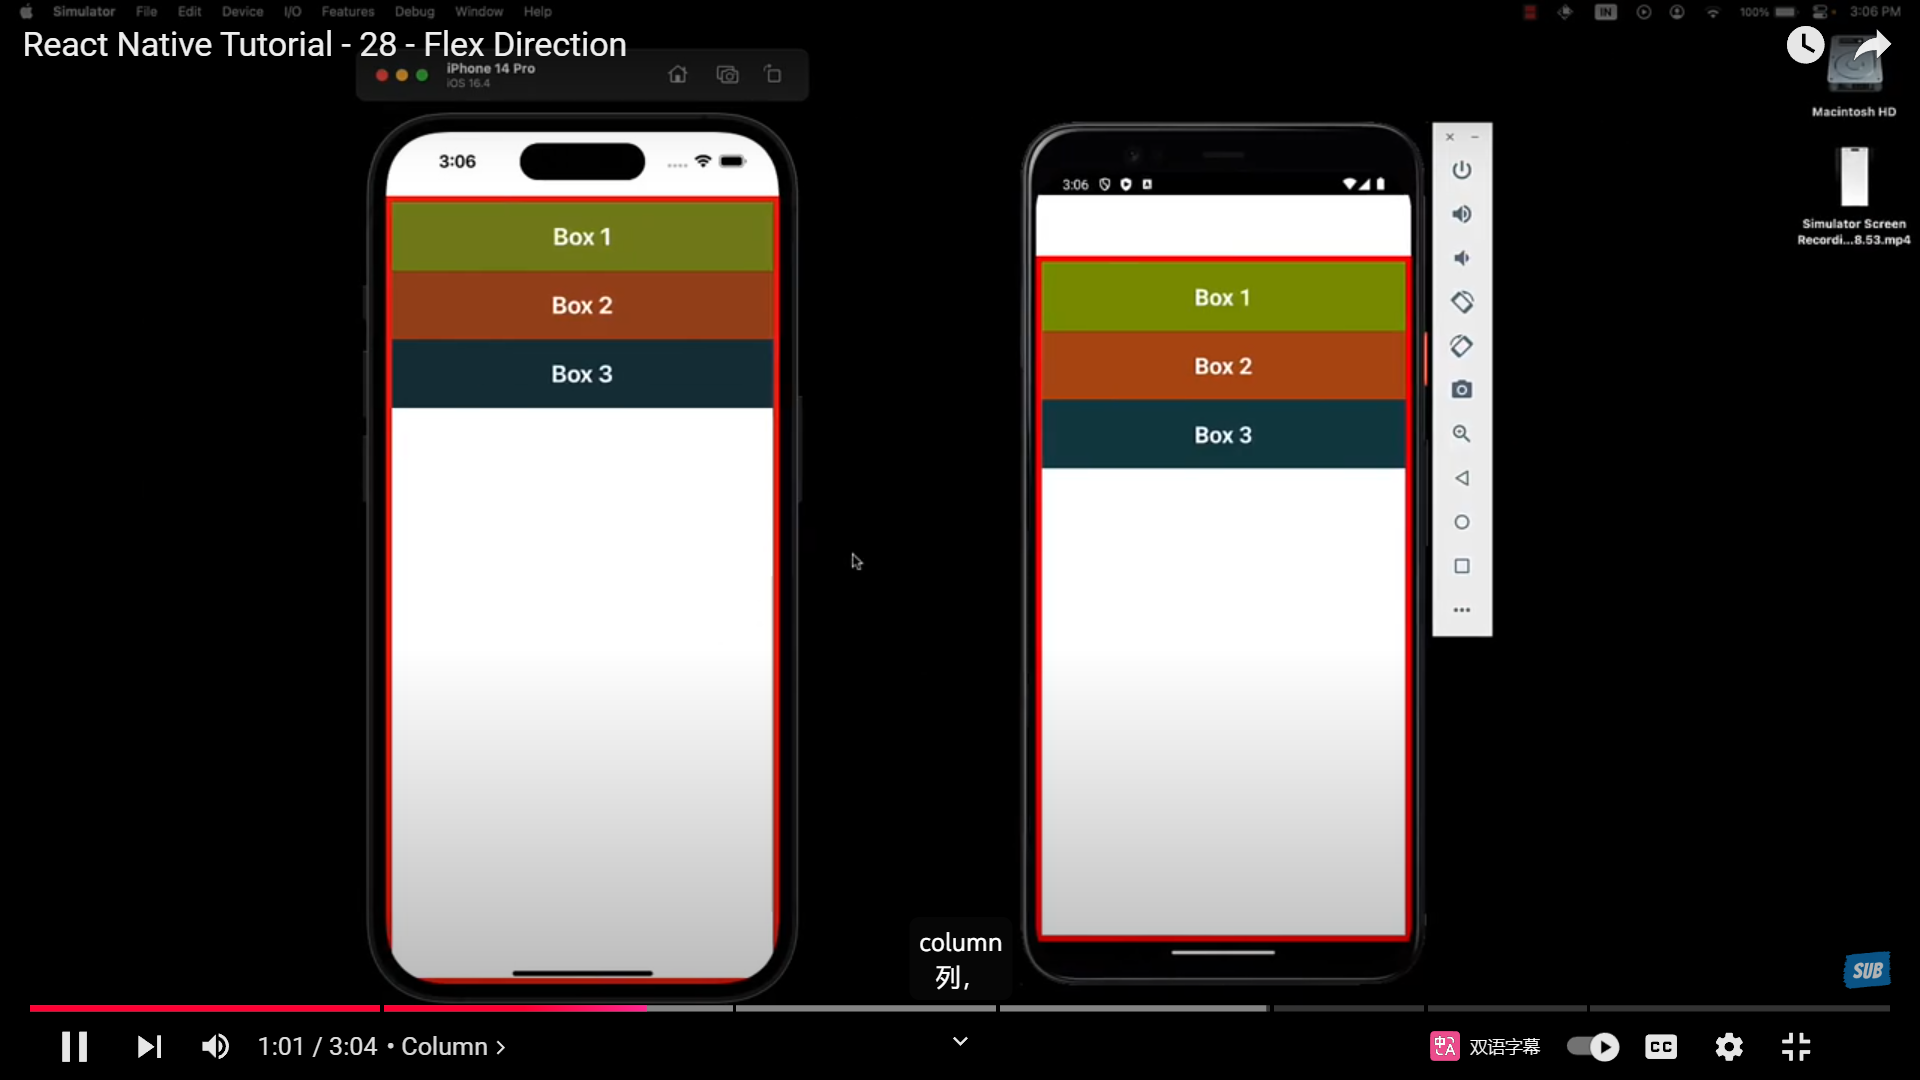 Simulator File Edit Device I/O Features Debug Window Help
IN 100% 3:06 PM
React Native Tutorial - 28 - Flex Direction
iPhone 14 Pro
iOS 16.4
Macintosh HD
Simulator Screen
Recordi...8.53.mp4
3:06
Box 1
Box 2
Box 3
3:06
Box 1
Box 2
Box 3
column
列,
SUB
1:01 / 3:04 • Column
中 A 双语字幕
CC